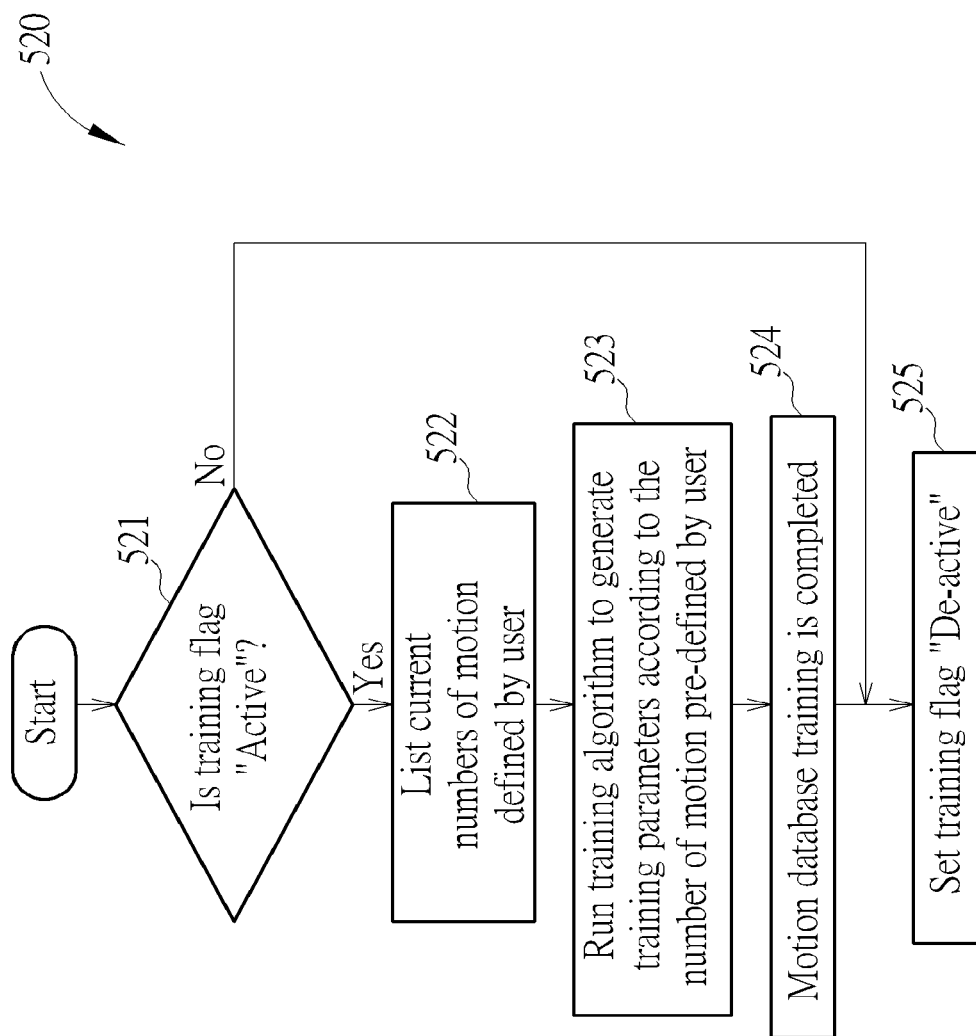 520
Start
521
Is training flag
"Active"?
No
Yes
522
List current
numbers of motion
defined by user
523
Run training algorithm to generate
training parameters according to the
number of motion pre-defined by user
524
Motion database training is completed
525
Set training flag "De-active"